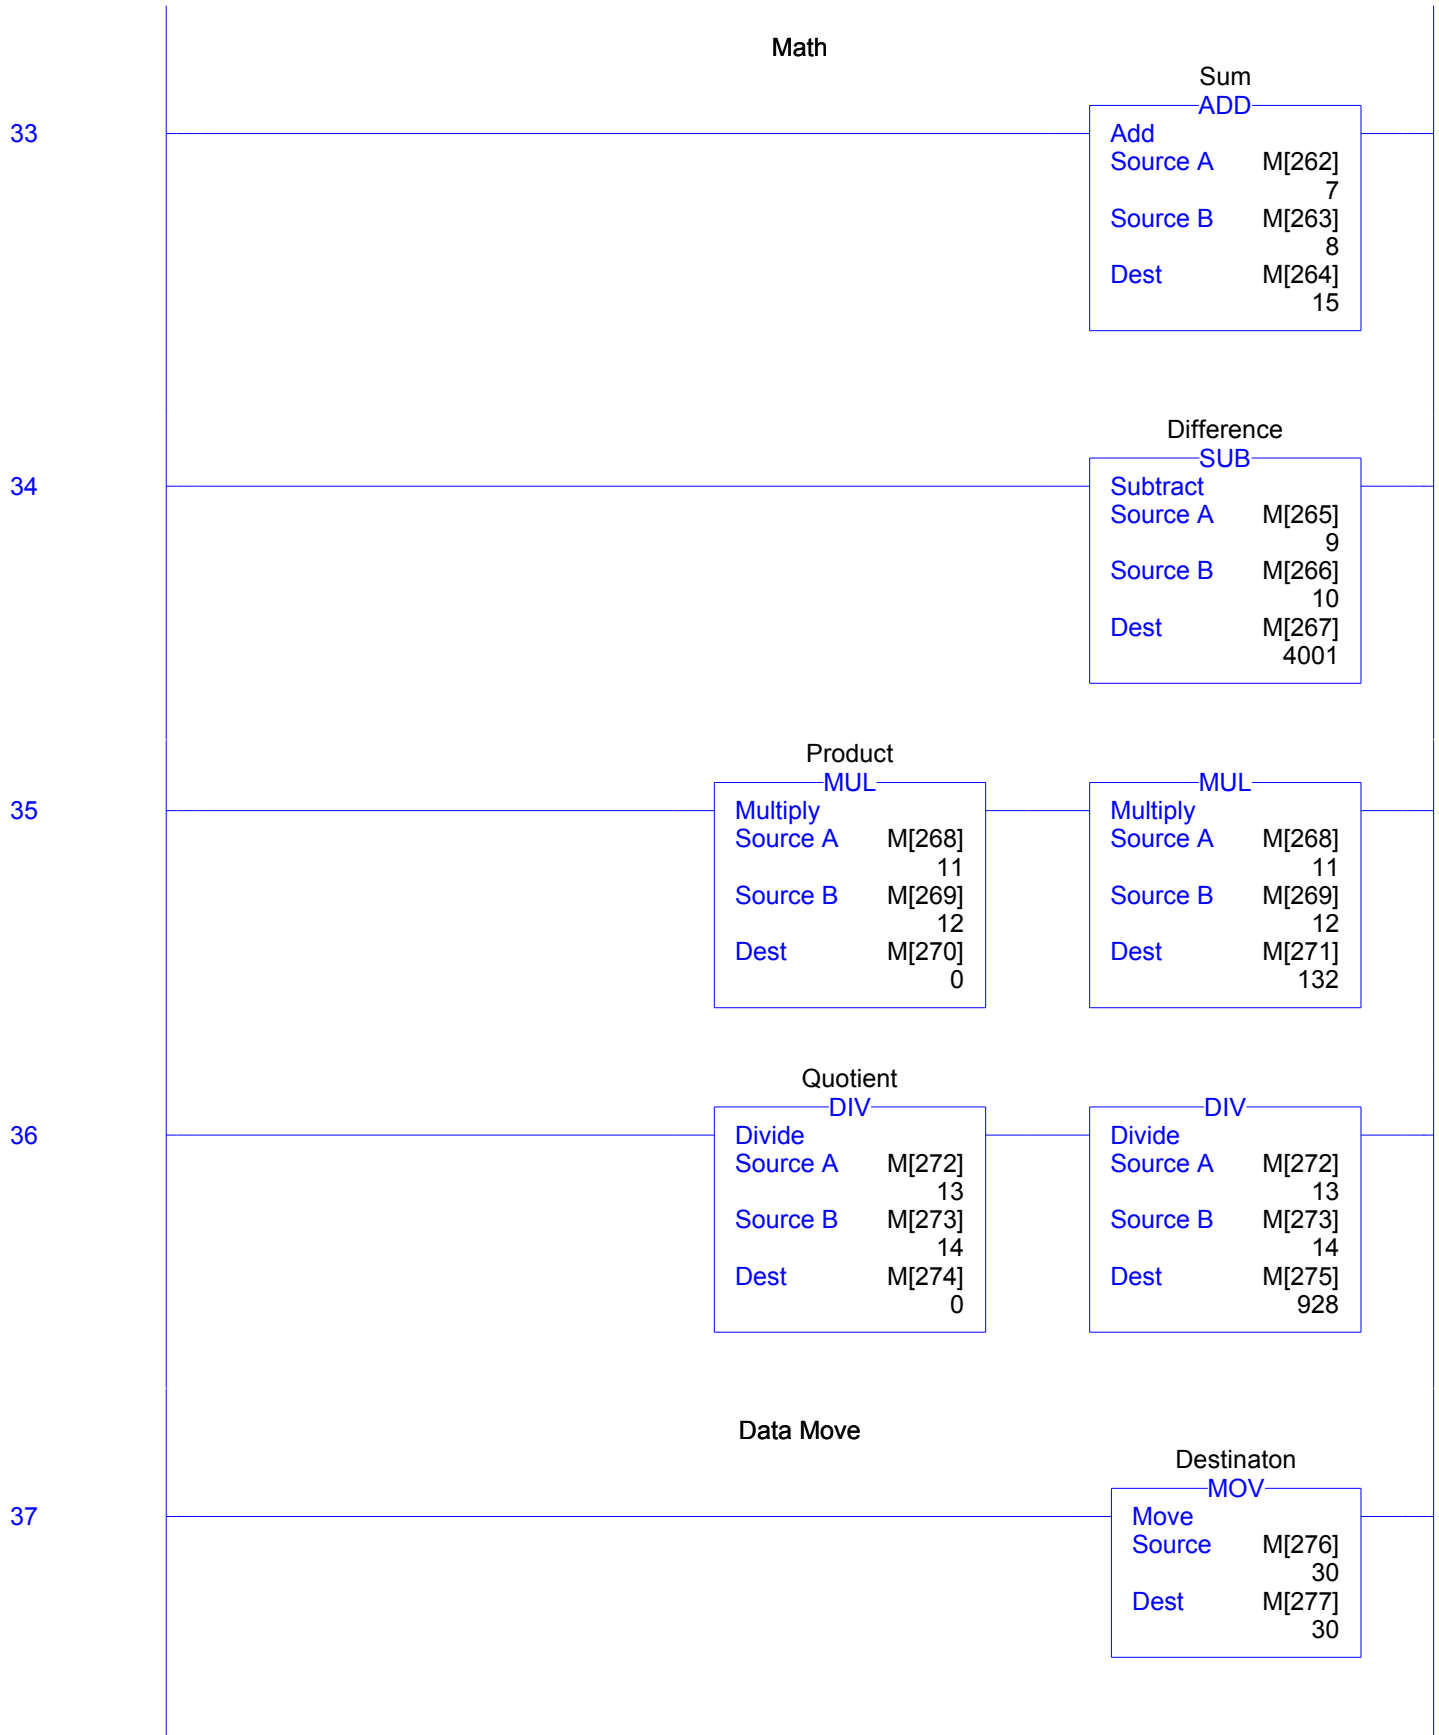 Math
Sum
ADD
33
Add
Source A M[262]
7
Source B M[263]
8
Dest M[264]
15
Difference
SUB
34
Subtract
Source A M[265]
9
Source B M[266]
10
Dest M[267]
4001
Product
MUL MUL
35
Multiply Multiply
Source A M[268] Source A M[268]
11 11
Source B M[269] Source B M[269]
12 12
Dest M[270] Dest M[271]
0 132
Quotient
DIV DIV
36
Divide Divide
Source A M[272] Source A M[272]
13 13
Source B M[273] Source B M[273]
14 14
Dest M[274] Dest M[275]
0 928
Data Move
Destinaton
MOV
37
Move
Source M[276]
30
Dest M[277]
30